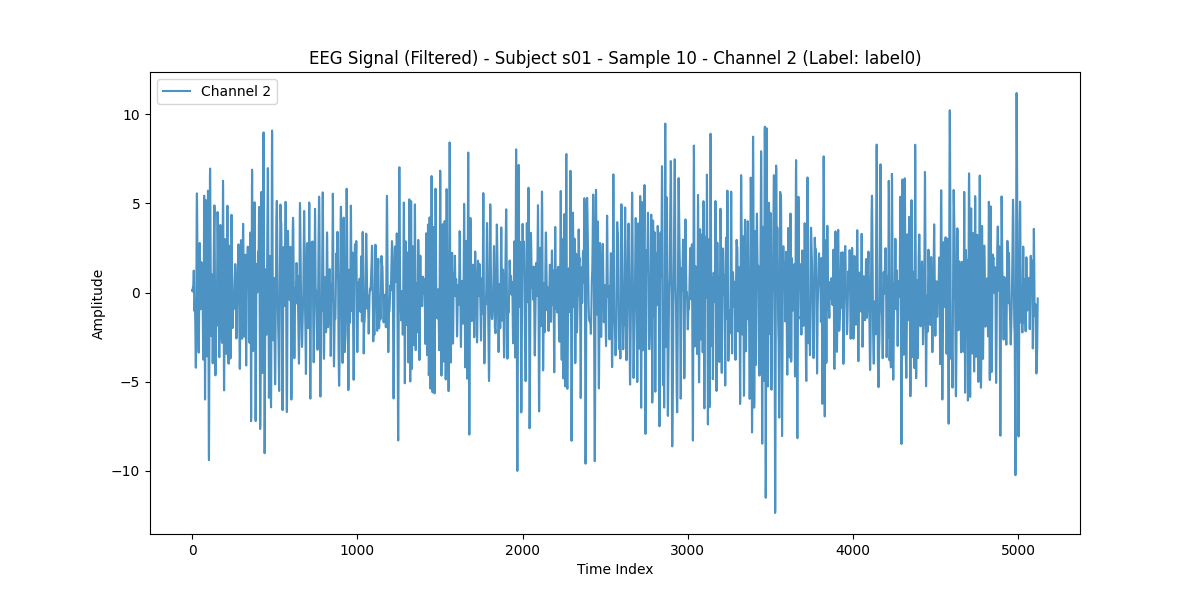 EEG Signal (Filtered) - Subject s01 - Sample 10 - Channel 2 (Label: label0)
Channel 2
10
5
0
−5
−10
Amplitude
0 1000 2000 3000 4000 5000
Time Index